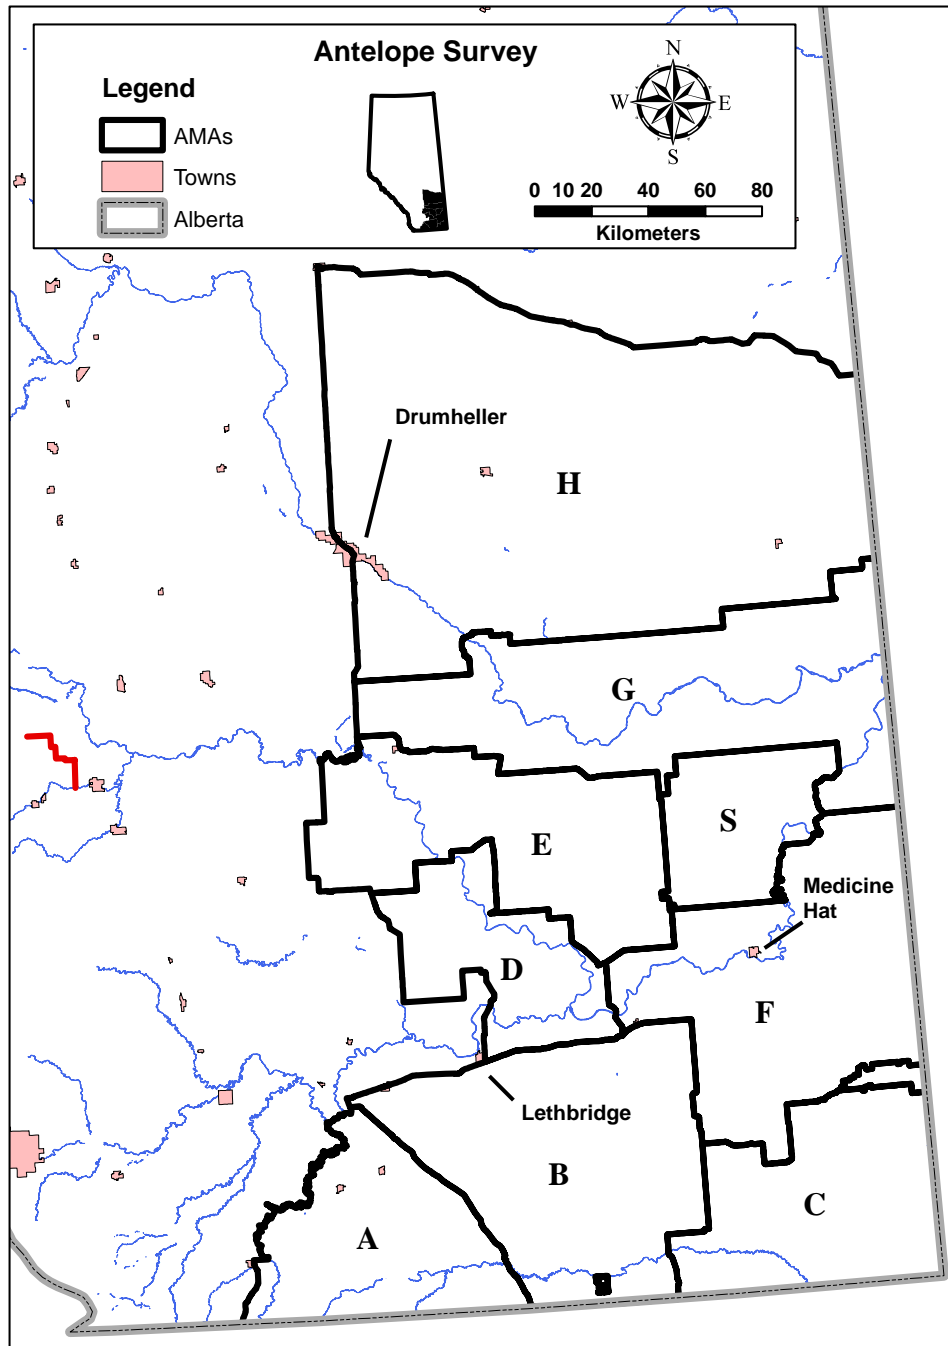 Antelope Survey
Legend
AMAs
Towns
Alberta
N
W E
S
0 10 20 40 60 80
Kilometers
Drumheller
H
G
S
E
Medicine
Hat
D
F
Lethbridge
B
C
A